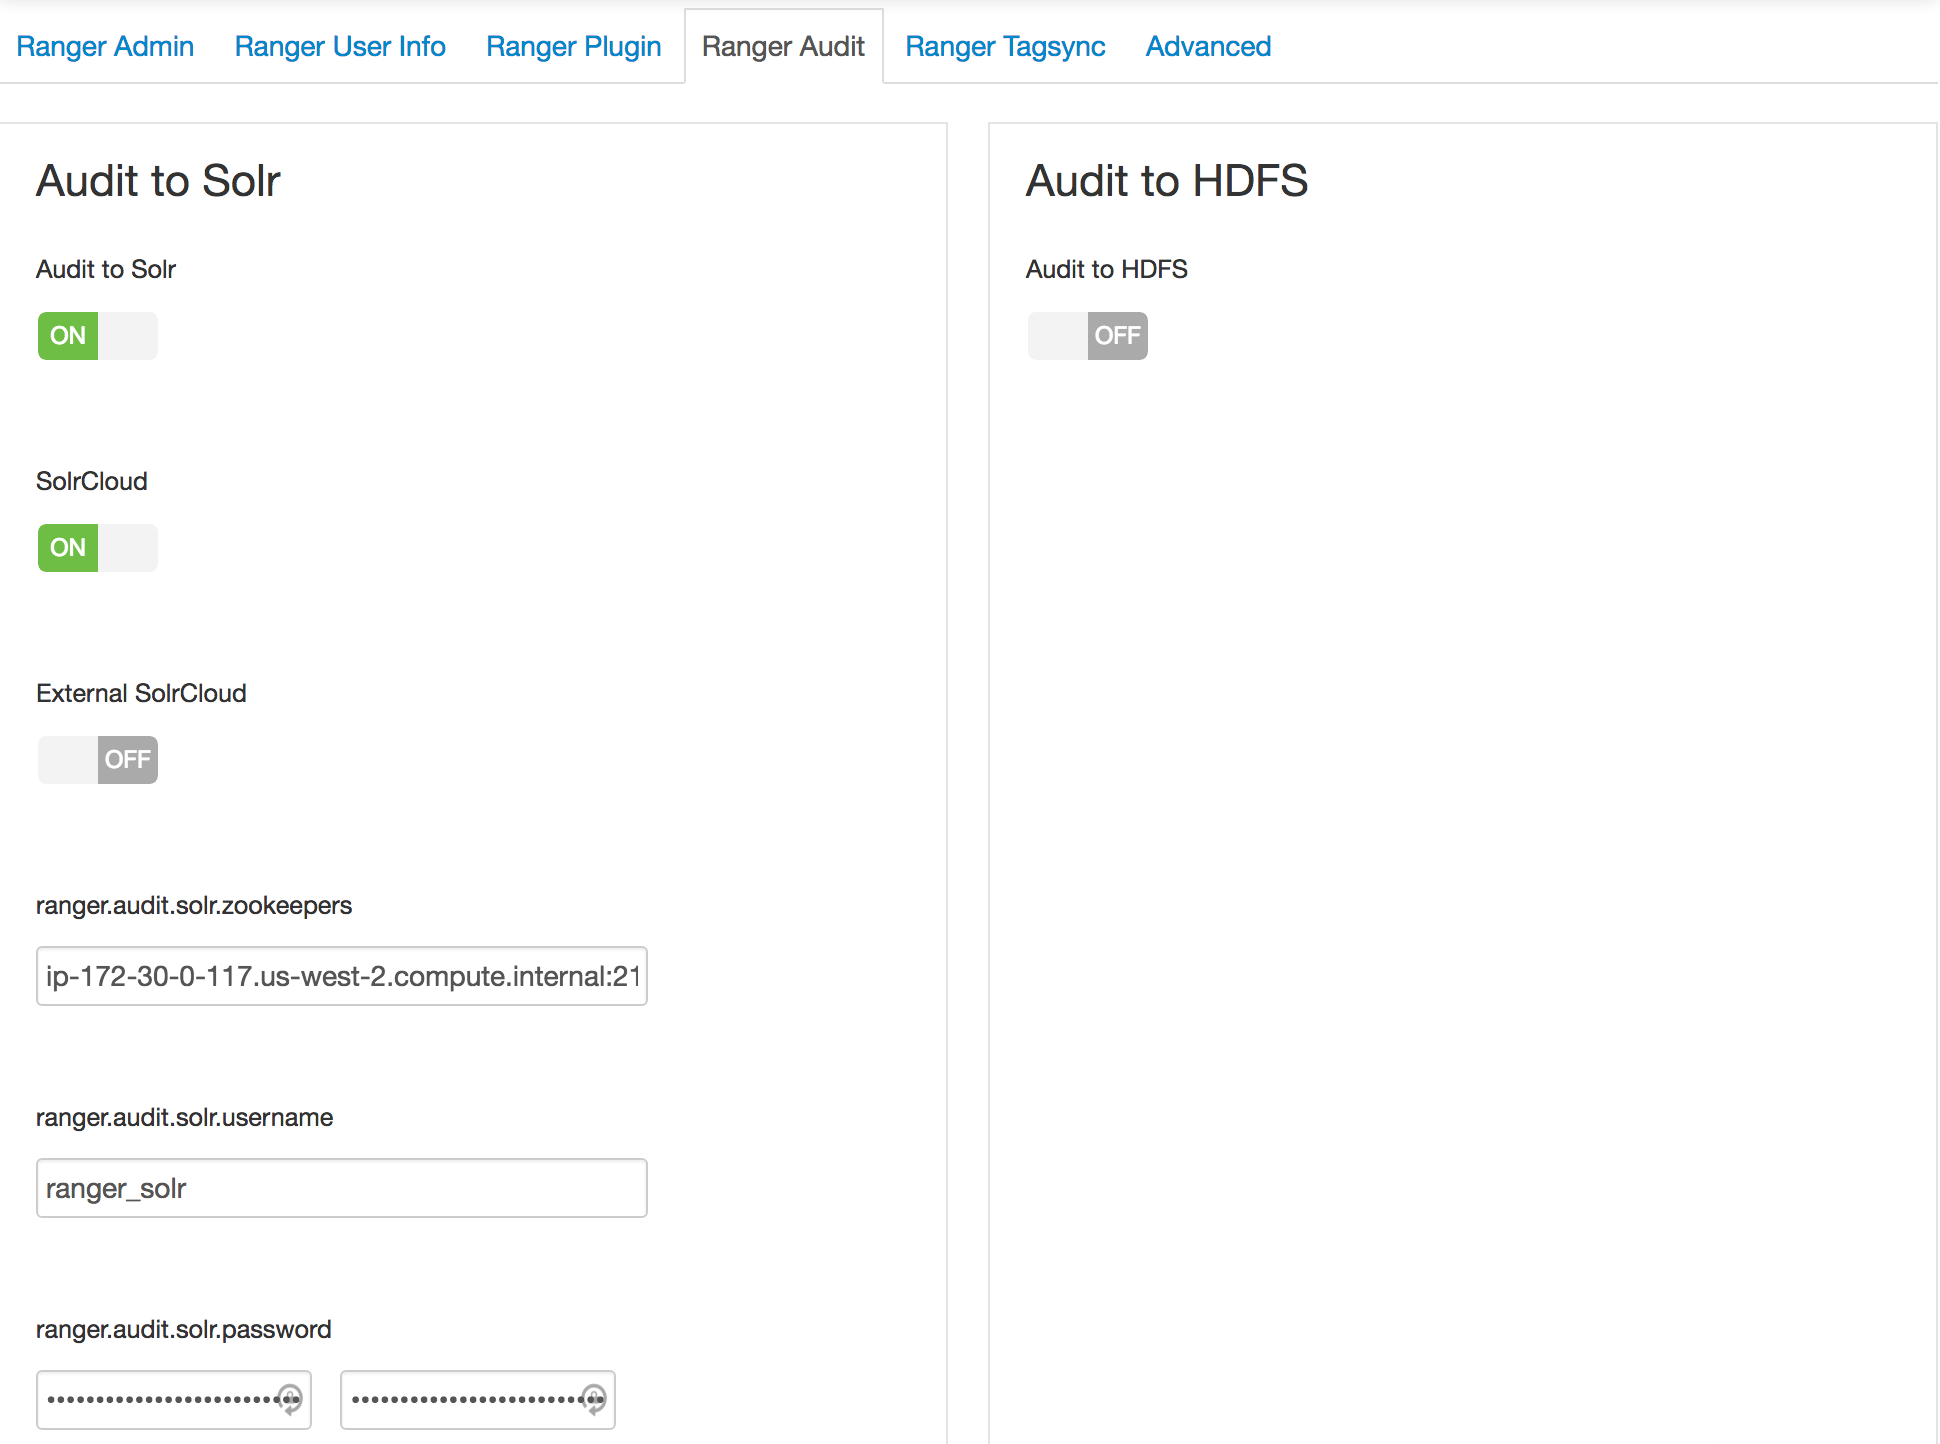 Ranger Admin Ranger User Info Ranger Plugin Ranger Audit Ranger Tagsync Advanced
Audit to Solr
Audit to Solr
ON
SolrCloud
ON
External SolrCloud
OFF
ranger.audit.solr.zookeepers
ip-172-30-0-117.us-west-2.compute.internal:21
ranger.audit.solr.username
ranger_solr
ranger.audit.solr.password
Audit to HDFS
Audit to HDFS
OFF